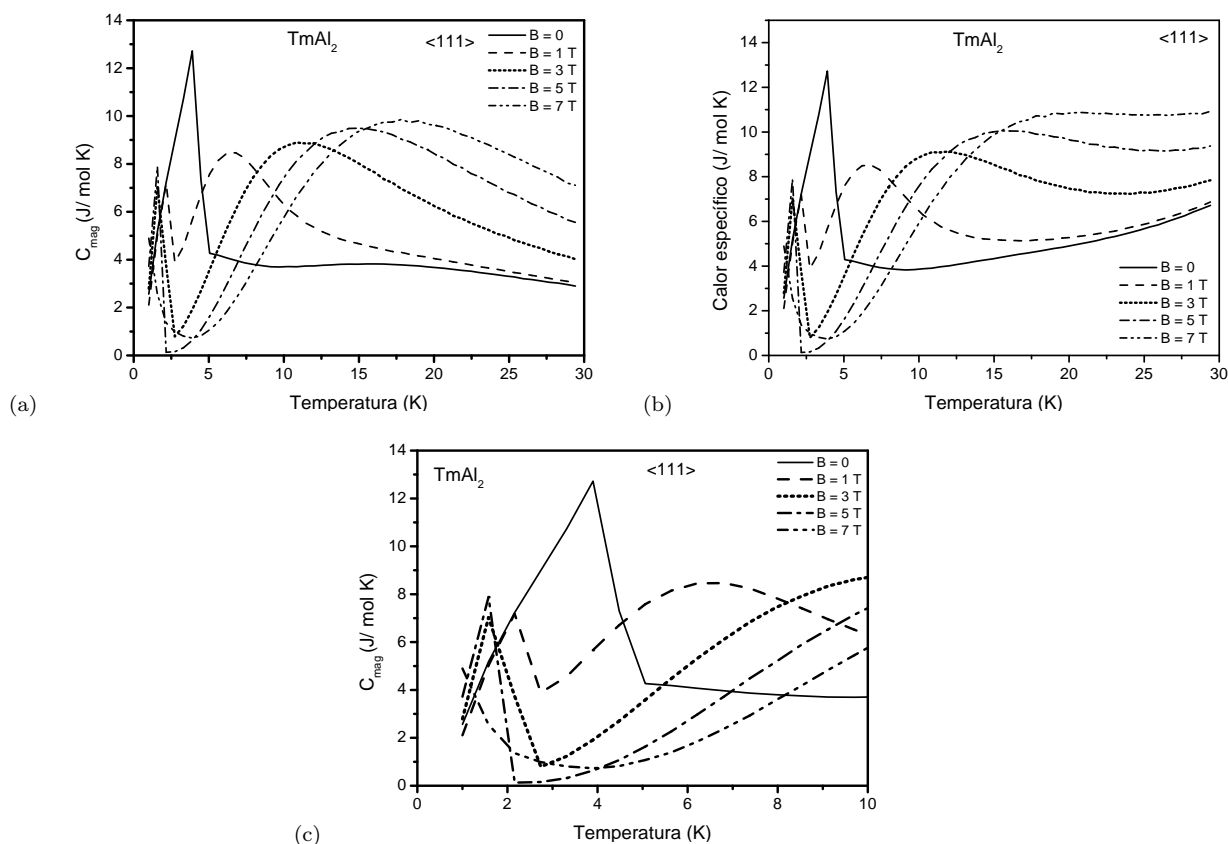 TmAl₂
<111>
B = 0
B = 1 T
B = 3 T
B = 5 T
B = 7 T
14
12
10
8
6
4
2
0
C_mag (J/ mol K)
0 5 10 15 20 25 30
Temperatura (K)
(a)
TmAl₂
<111>
14
12
10
8
6
4
2
0
Calor específico (J/ mol K)
B = 0
B = 1 T
B = 3 T
B = 5 T
B = 7 T
0 5 10 15 20 25 30
Temperatura (K)
(b)
TmAl₂
<111>
B = 0
B = 1 T
B = 3 T
B = 5 T
B = 7 T
14
12
10
8
6
4
2
0
C_mag (J/ mol K)
0 2 4 6 8 10
Temperatura (K)
(c)